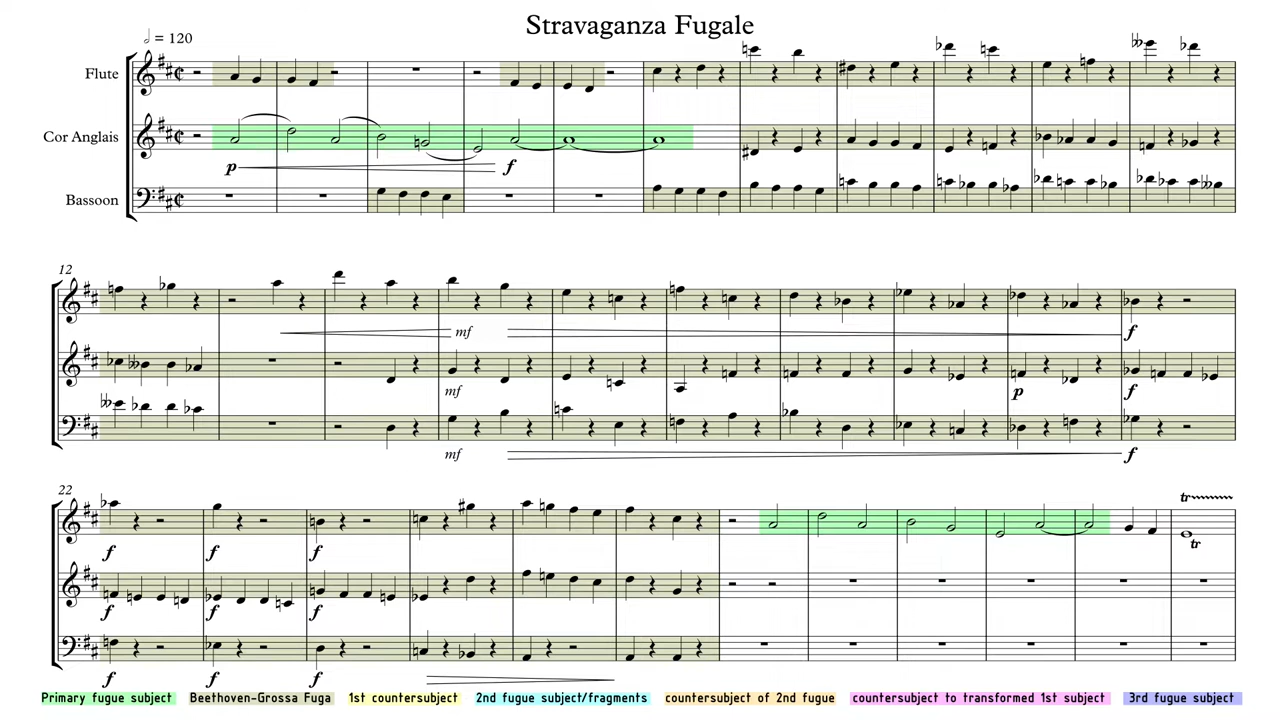 Stravaganza Fugale
𝅗𝅥 = 120
Flute
Cor Anglais
p f
Bassoon
12
mf f
mf p f
mf f
22
tr
f f f tr
f f f
f f f
Primary fugue subject Beethoven-Grossa Fuga 1st countersubject 2nd fugue subject/fragments countersubject of 2nd fugue countersubject to transformed 1st subject 3rd fugue subject